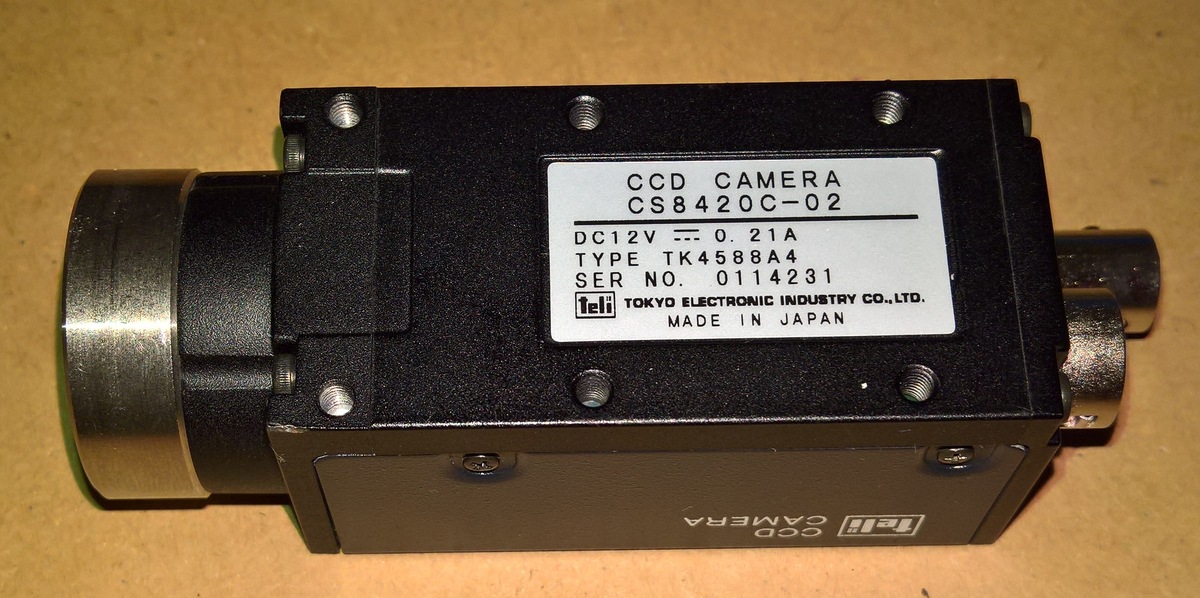 CCD CAMERA
CS8420C-02
DC12V ⎓ 0.21A
TYPE TK4588A4
SER NO. 0114231
teli TOKYO ELECTRONIC INDUSTRY CO.,LTD.
MADE IN JAPAN
teli CCD
CAMERA